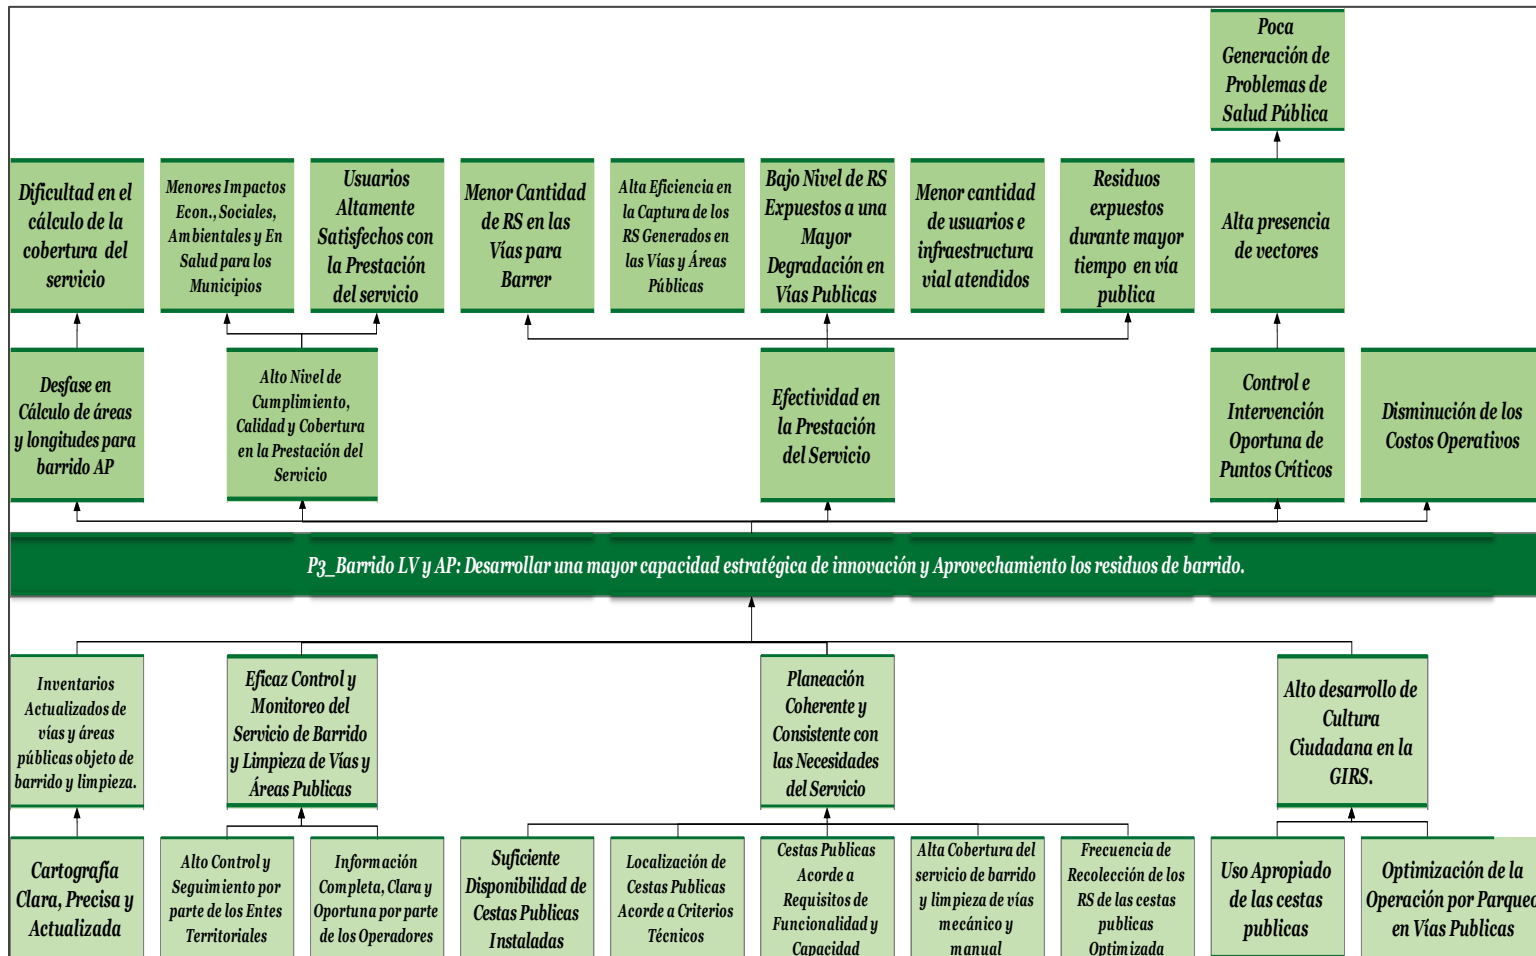 Poca
Generación de
Problemas de
Salud Pública
Dificultad en el
cálculo de la
cobertura del
servicio
Menores Impactos
Econ., Sociales,
Ambientales y En
Salud para los
Municipios
Usuarios
Altamente
Satisfechos con
la Prestación
del servicio
Menor Cantidad
de RS en las
Vías para
Barrer
Alta Eficiencia en
la Captura de los
RS Generados en
las Vías y Áreas
Públicas
Bajo Nivel de RS
Expuestos a una
Mayor
Degradación en
Vías Publicas
Menor cantidad
de usuarios e
infraestructura
vial atendidos
Residuos
expuestos
durante mayor
tiempo en vía
publica
Alta presencia
de vectores
Desfase en
Cálculo de áreas
y longitudes para
barrido AP
Alto Nivel de
Cumplimiento,
Calidad y Cobertura
en la Prestación del
Servicio
Efectividad en
la Prestación
del Servicio
Control e
Intervención
Oportuna de
Puntos Críticos
Disminución de los
Costos Operativos
P3_Barrido LV y AP: Desarrollar una mayor capacidad estratégica de innovación y Aprovechamiento los residuos de barrido.
Inventarios
Actualizados de
vías y áreas
públicas objeto de
barrido y limpieza.
Eficaz Control y
Monitoreo del
Servicio de Barrido
y Limpieza de Vías y
Áreas Publicas
Planeación
Coherente y
Consistente con
las Necesidades
del Servicio
Alto desarrollo de
Cultura
Ciudadana en la
GIRS.
Cartografía
Clara, Precisa y
Actualizada
Alto Control y
Seguimiento por
parte de los Entes
Territoriales
Información
Completa, Clara y
Oportuna por parte
de los Operadores
Suficiente
Disponibilidad de
Cestas Publicas
Instaladas
Localización de
Cestas Publicas
Acorde a Criterios
Técnicos
Cestas Publicas
Acorde a
Requisitos de
Funcionalidad y
Capacidad
Alta Cobertura del
servicio de barrido
y limpieza de vías
mecánico y
manual
Frecuencia de
Recolección de los
RS de las cestas
publicas
Optimizada
Uso Apropiado
de las cestas
publicas
Optimización de la
Operación por Parqueo
en Vías Publicas